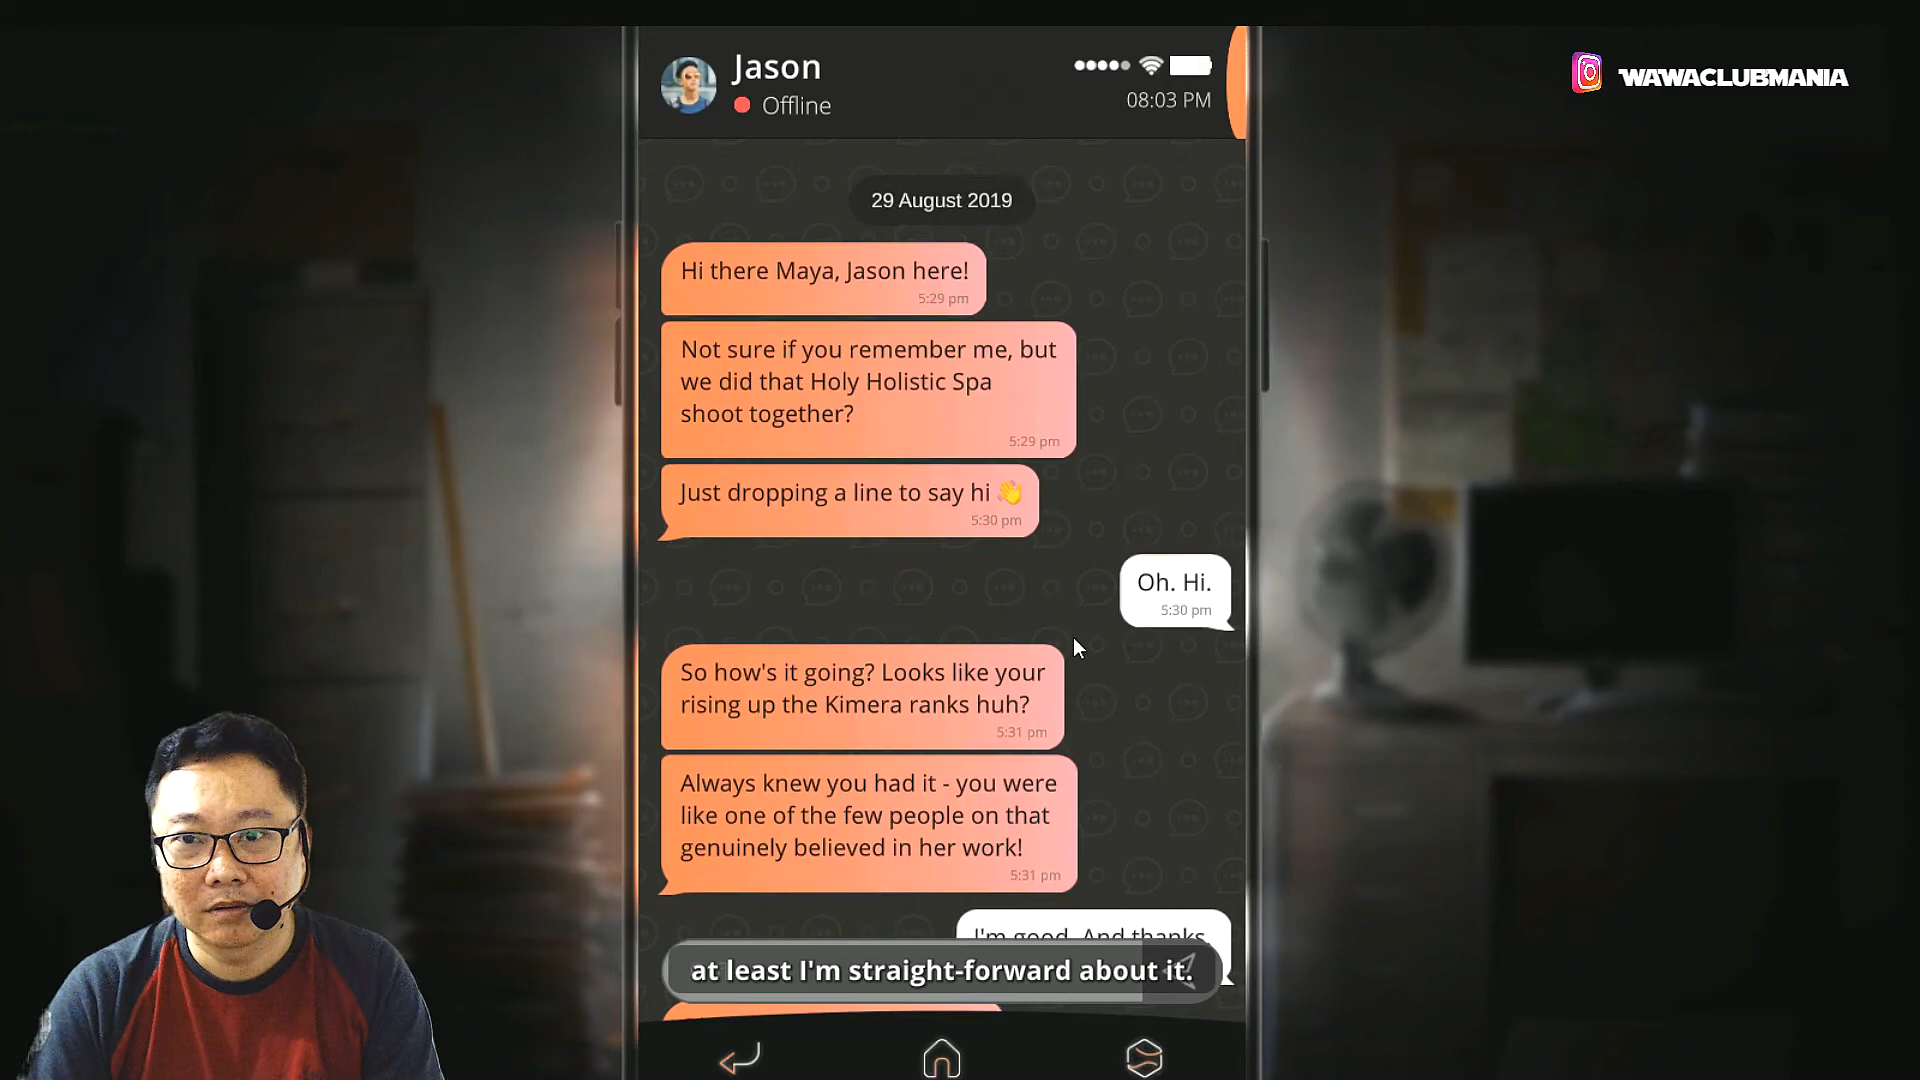 Jason
Offline
08:03 PM
WAWACLUBMANIA
29 August 2019
Hi there Maya, Jason here!
5:29 pm
Not sure if you remember me, but
we did that Holy Holistic Spa
shoot together?
5:29 pm
Just dropping a line to say hi 👋
5:30 pm
Oh. Hi.
5:30 pm
So how's it going? Looks like your
rising up the Kimera ranks huh?
5:31 pm
Always knew you had it - you were
like one of the few people on that
genuinely believed in her work!
5:31 pm
I'm good. And thanks.
at least I'm straight-forward about it.